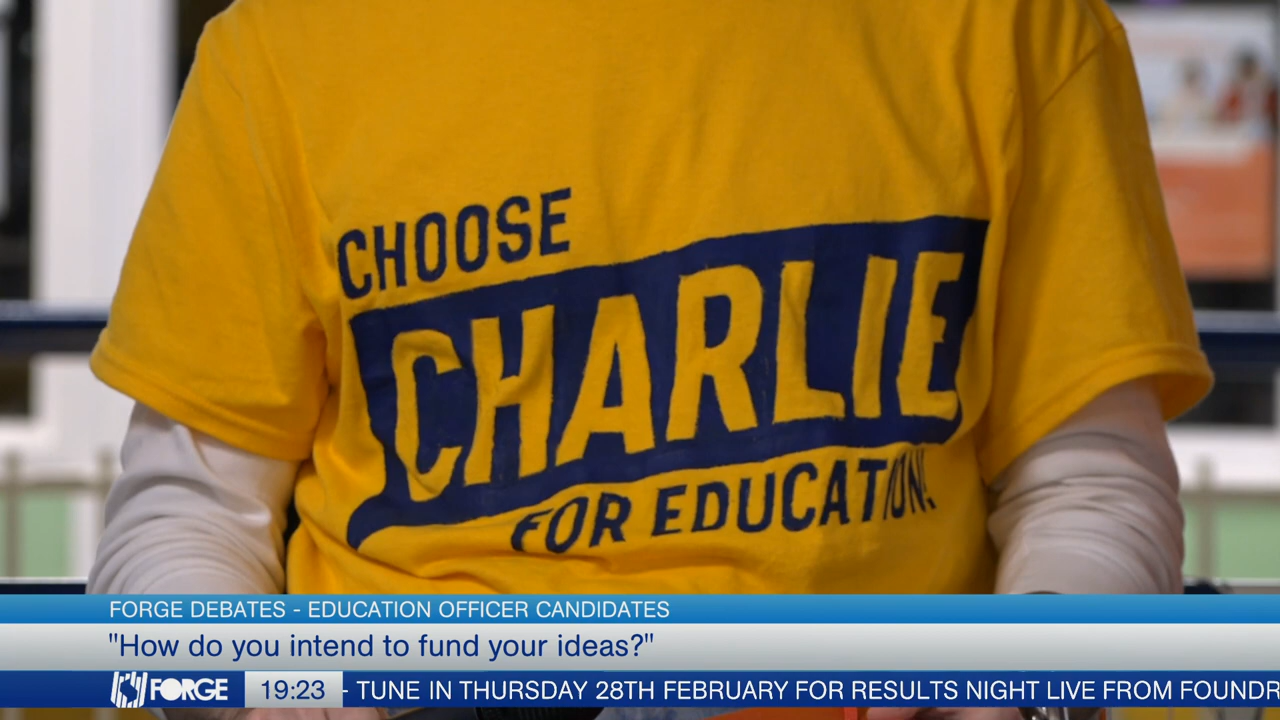 CHOOSE
CHARLIE
FOR EDUCATION!
FORGE DEBATES - EDUCATION OFFICER CANDIDATES
"How do you intend to fund your ideas?"
FORGE 19:23 - TUNE IN THURSDAY 28TH FEBRUARY FOR RESULTS NIGHT LIVE FROM FOUNDR